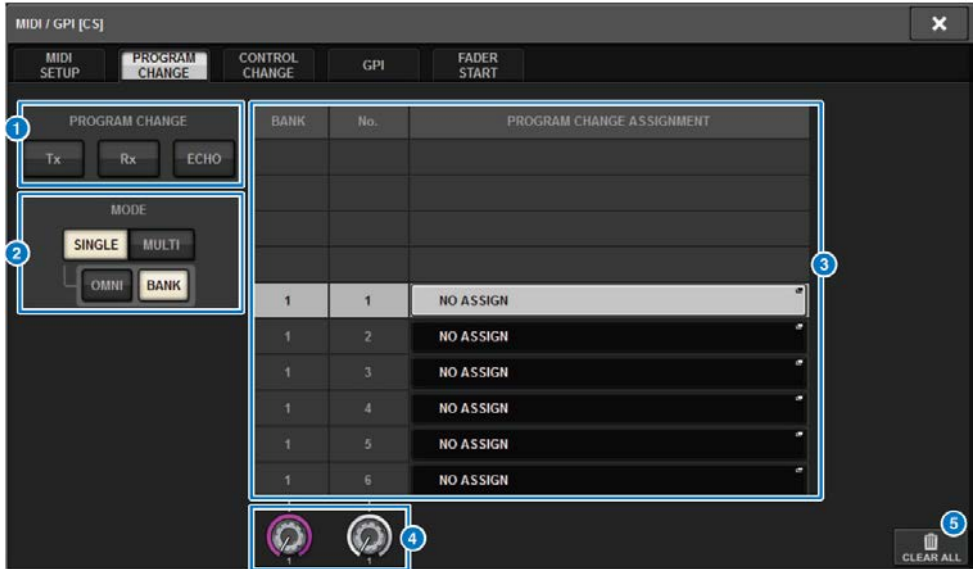 MIDI / GPI [CS]
MIDI SETUP
PROGRAM CHANGE
CONTROL CHANGE
GPI
FADER START
1
PROGRAM CHANGE
Tx Rx ECHO
2
MODE
SINGLE MULTI
OMNI BANK
3
BANK No. PROGRAM CHANGE ASSIGNMENT
1 1 NO ASSIGN
1 2 NO ASSIGN
1 3 NO ASSIGN
1 4 NO ASSIGN
1 5 NO ASSIGN
1 6 NO ASSIGN
1 1
4
5
CLEAR ALL